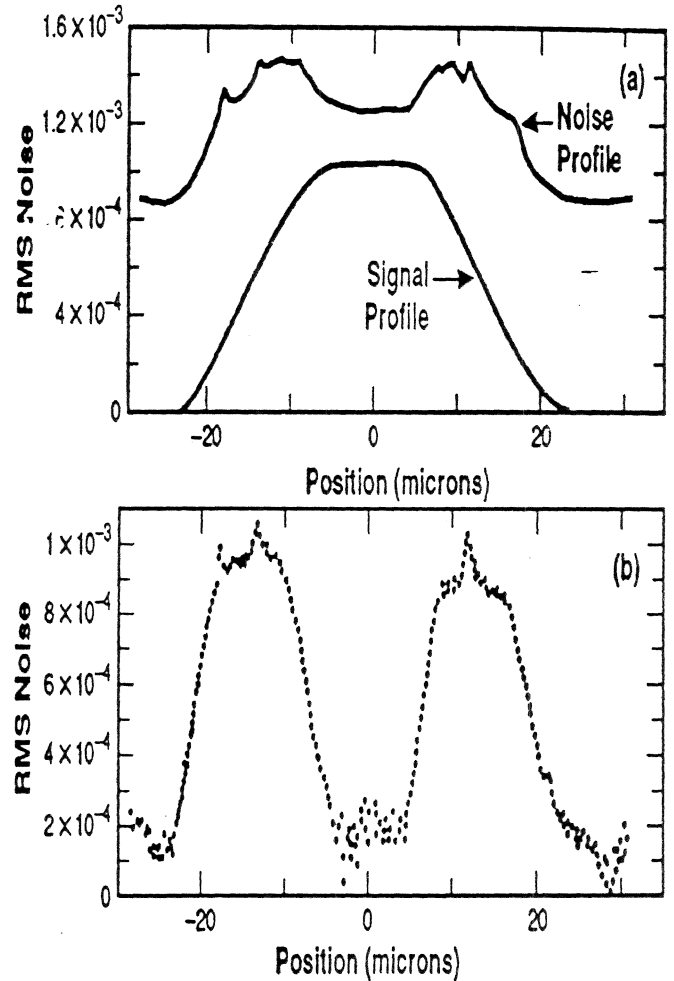 1.6×10⁻³
(a)
1.2×10⁻³
Noise
Profile
4×10⁻⁴
Signal
Profile
0
RMS Noise
-20 0 20
Position (microns)
1×10⁻³
(b)
8×10⁻⁴
6×10⁻⁴
4×10⁻⁴
2×10⁻⁴
0
RMS Noise
-20 0 20
Position (microns)